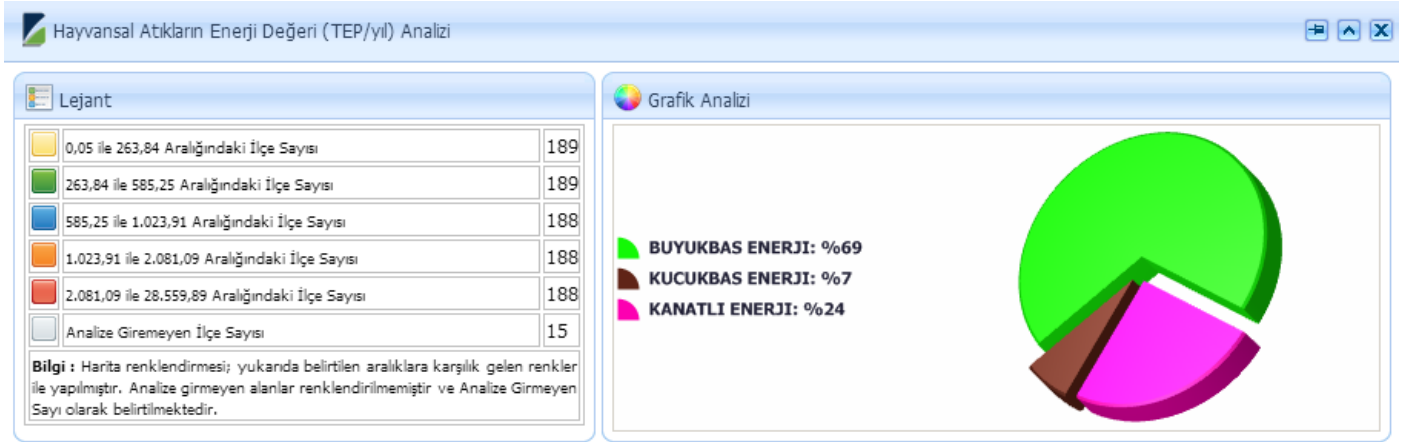 Hayvansal Atıkların Enerji Değeri (TEP/yıl) Analizi
Lejant
0,05 ile 263,84 Aralığındaki İlçe Sayısı 189
263,84 ile 585,25 Aralığındaki İlçe Sayısı 189
585,25 ile 1.023,91 Aralığındaki İlçe Sayısı 188
1.023,91 ile 2.081,09 Aralığındaki İlçe Sayısı 188
2.081,09 ile 28.559,89 Aralığındaki İlçe Sayısı 188
Analize Giremeyen İlçe Sayısı 15
Bilgi : Harita renklendirmesi; yukarıda belirtilen aralıklara karşılık gelen renkler
ile yapılmıştır. Analize girmeyen alanlar renklendirilmemiştir ve Analize Girmeyen
Sayı olarak belirtilmektedir.
Grafik Analizi
BUYUKBAS ENERJI: %69
KUCUKBAS ENERJI: %7
KANATLI ENERJI: %24